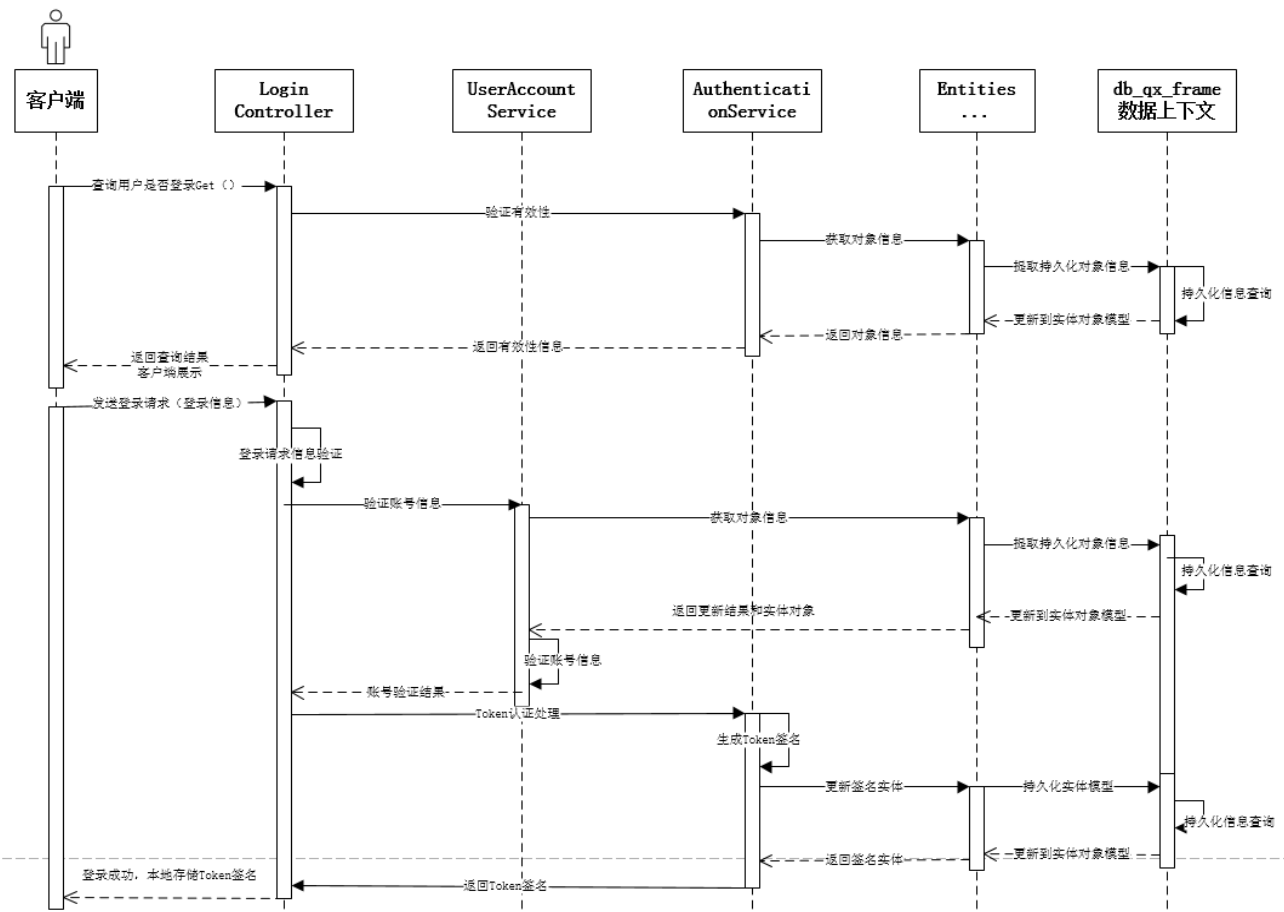 客户端
Login
Controller
UserAccount
Service
Authenticati
onService
Entities
...
db_qx_frame
数据上下文
查询用户是否登录Get（）
验证有效性
获取对象信息
提取持久化对象信息
持久化信息查询
更新到实体对象模型
返回对象信息
返回有效性信息
返回查询结果
客户端展示
发送登录请求（登录信息）
登录请求信息验证
验证账号信息
获取对象信息
提取持久化对象信息
持久化信息查询
更新到实体对象模型
返回更新结果和实体对象
验证账号信息
账号验证结果
Token认证处理
生成Token签名
更新签名实体
持久化实体模型
持久化信息查询
更新到实体对象模型
返回签名实体
返回Token签名
登录成功，本地存储Token签名